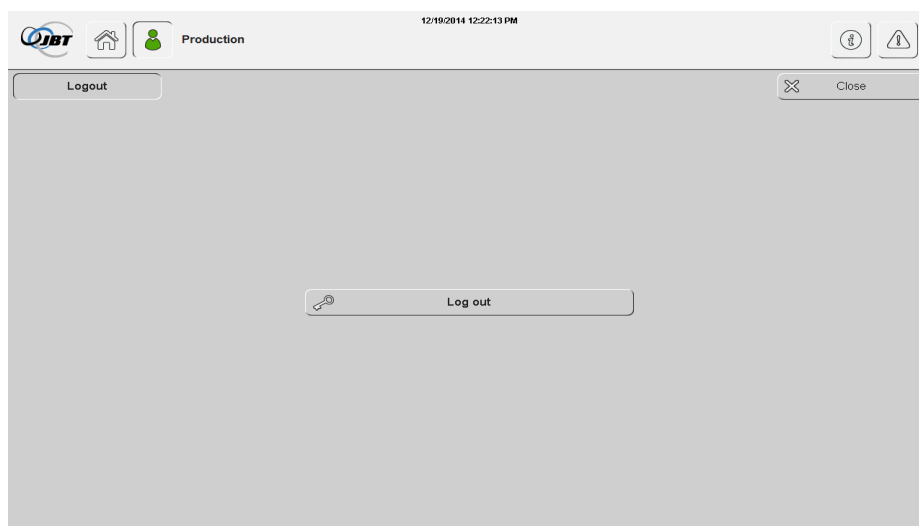 12/19/2014 12:22:13 PM
JBT
Production
Logout
Close
Log out